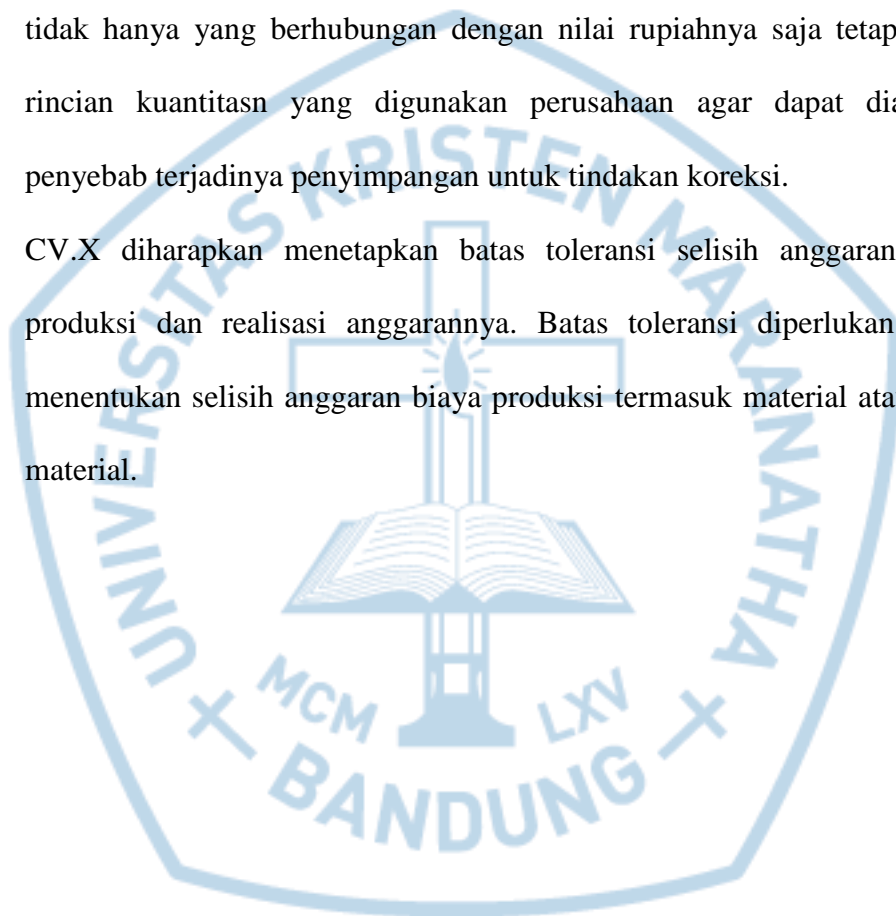 tidak hanya yang berhubungan dengan nilai rupiahnya saja tetap
rincian kuantitasn yang digunakan perusahaan agar dapat dia
penyebab terjadinya penyimpangan untuk tindakan koreksi.
CV.X diharapkan menetapkan batas toleransi selisih anggaran
produksi dan realisasi anggarannya. Batas toleransi diperlukan
menentukan selisih anggaran biaya produksi termasuk material ata
material.
UNIVERSITAS KRISTEN MARANATHA
MCM LXV
BANDUNG